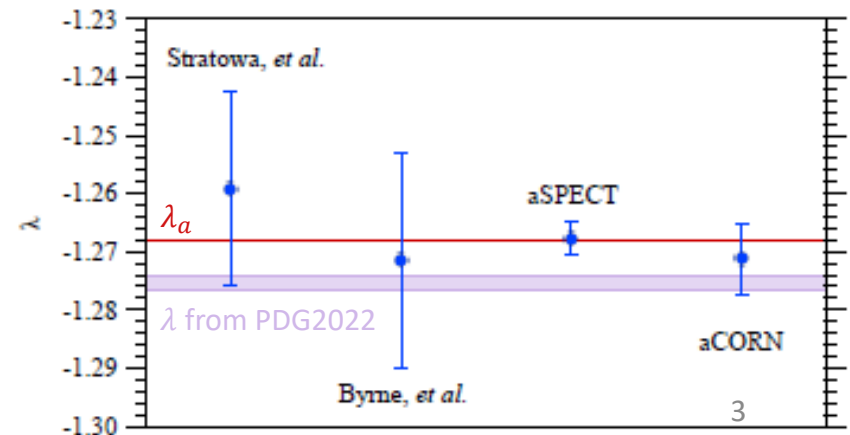 -1.23
Stratowa, et al.
-1.24
-1.25
-1.26
aSPECT
λ
λₐ
-1.27
-1.28
λ from PDG2022
aCORN
-1.29
Byrne, et al.
3
-1.30